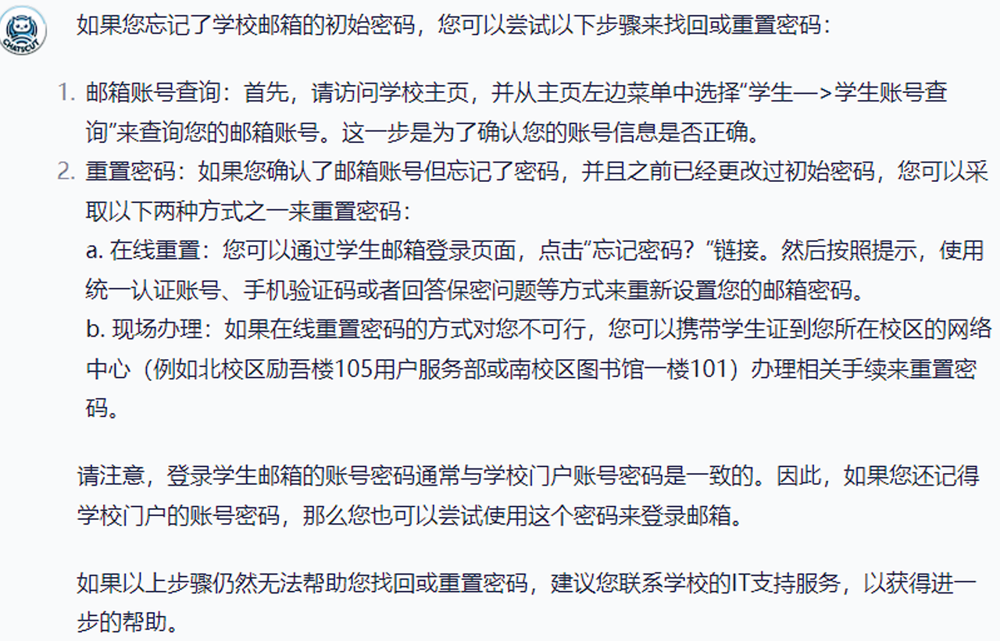 CHATSCUT
如果您忘记了学校邮箱的初始密码，您可以尝试以下步骤来找回或重置密码：
1. 邮箱账号查询：首先，请访问学校主页，并从主页左边菜单中选择“学生—>学生账号查
询”来查询您的邮箱账号。这一步是为了确认您的账号信息是否正确。
2. 重置密码：如果您确认了邮箱账号但忘记了密码，并且之前已经更改过初始密码，您可以采
取以下两种方式之一来重置密码：
a. 在线重置：您可以通过学生邮箱登录页面，点击“忘记密码？”链接。然后按照提示，使用
统一认证账号、手机验证码或者回答保密问题等方式来重新设置您的邮箱密码。
b. 现场办理：如果在线重置密码的方式对您不可行，您可以携带学生证到您所在校区的网络
中心（例如北校区励吾楼105用户服务部或南校区图书馆一楼101）办理相关手续来重置密
码。
请注意，登录学生邮箱的账号密码通常与学校门户账号密码是一致的。因此，如果您还记得
学校门户的账号密码，那么您也可以尝试使用这个密码来登录邮箱。
如果以上步骤仍然无法帮助您找回或重置密码，建议您联系学校的IT支持服务，以获得进一
步的帮助。